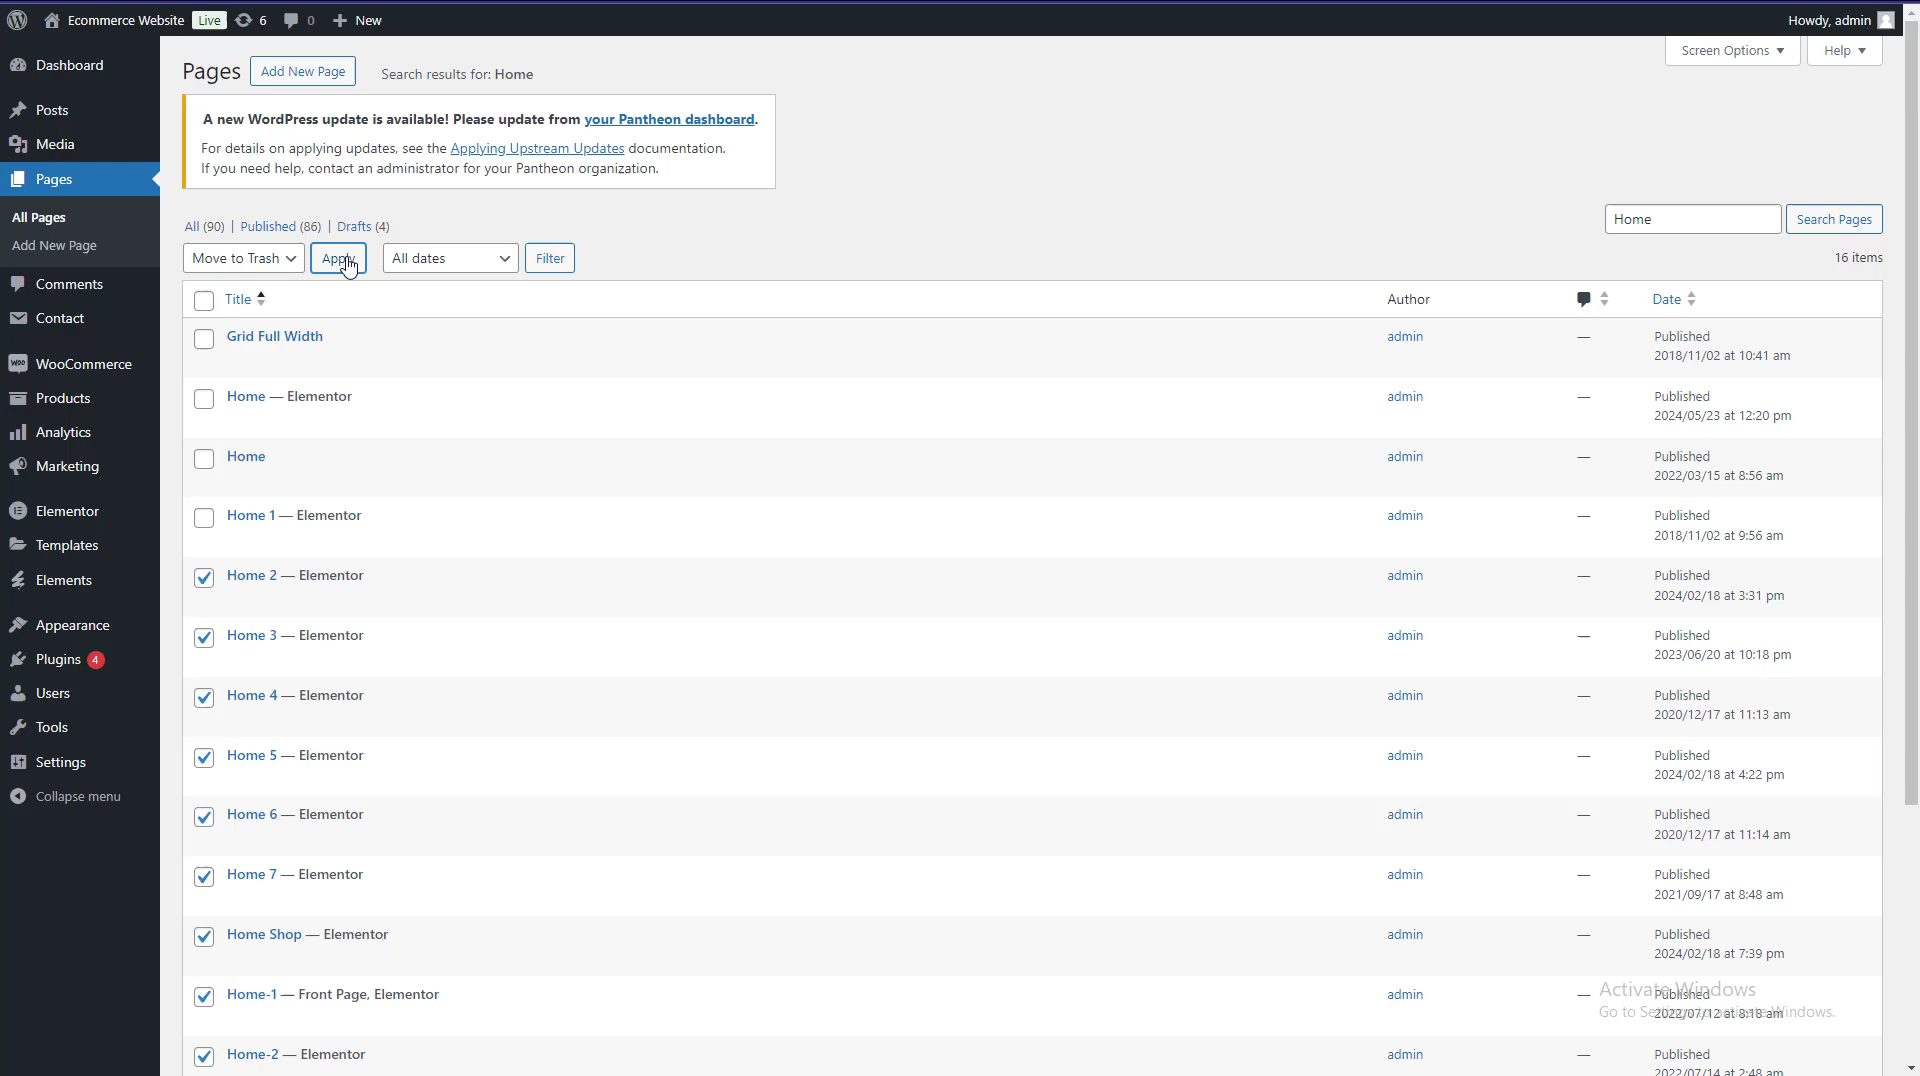 Ecommerce Website Live 6 0 New
Howdy, admin
Dashboard
Posts
Media
Pages
All Pages
Add New Page
Comments
Contact
WooCommerce
Products
Analytics
Marketing
Elementor
Templates
Elements
Appearance
Plugins 4
Users
Tools
Settings
Collapse menu
Screen Options Help
Pages Add New Page Search results for: Home
A new WordPress update is available! Please update from your Pantheon dashboard.
For details on applying updates, see the Applying Upstream Updates documentation.
If you need help, contact an administrator for your Pantheon organization.
All (90) | Published (86) | Drafts (4)
Home Search Pages
Move to Trash Apply All dates Filter
16 items
Title Author Date
Grid Full Width admin — Published
2018/11/02 at 10:41 am
Home — Elementor admin — Published
2024/05/23 at 12:20 pm
Home admin — Published
2022/03/15 at 8:56 am
Home 1 — Elementor admin — Published
2018/11/02 at 9:56 am
Home 2 — Elementor admin — Published
2024/02/18 at 3:31 pm
Home 3 — Elementor admin — Published
2023/06/20 at 10:18 pm
Home 4 — Elementor admin — Published
2020/12/17 at 11:13 am
Home 5 — Elementor admin — Published
2024/02/18 at 4:22 pm
Home 6 — Elementor admin — Published
2020/12/17 at 11:14 am
Home 7 — Elementor admin — Published
2021/09/17 at 8:48 am
Home Shop — Elementor admin — Published
2024/02/18 at 7:39 pm
Home-1 — Front Page, Elementor admin — Published
2022/07/12 at 8:18 am
Activate Windows
Go to Settings to activate Windows.
Home-2 — Elementor admin — Published
2022/07/14 at 2:48 am